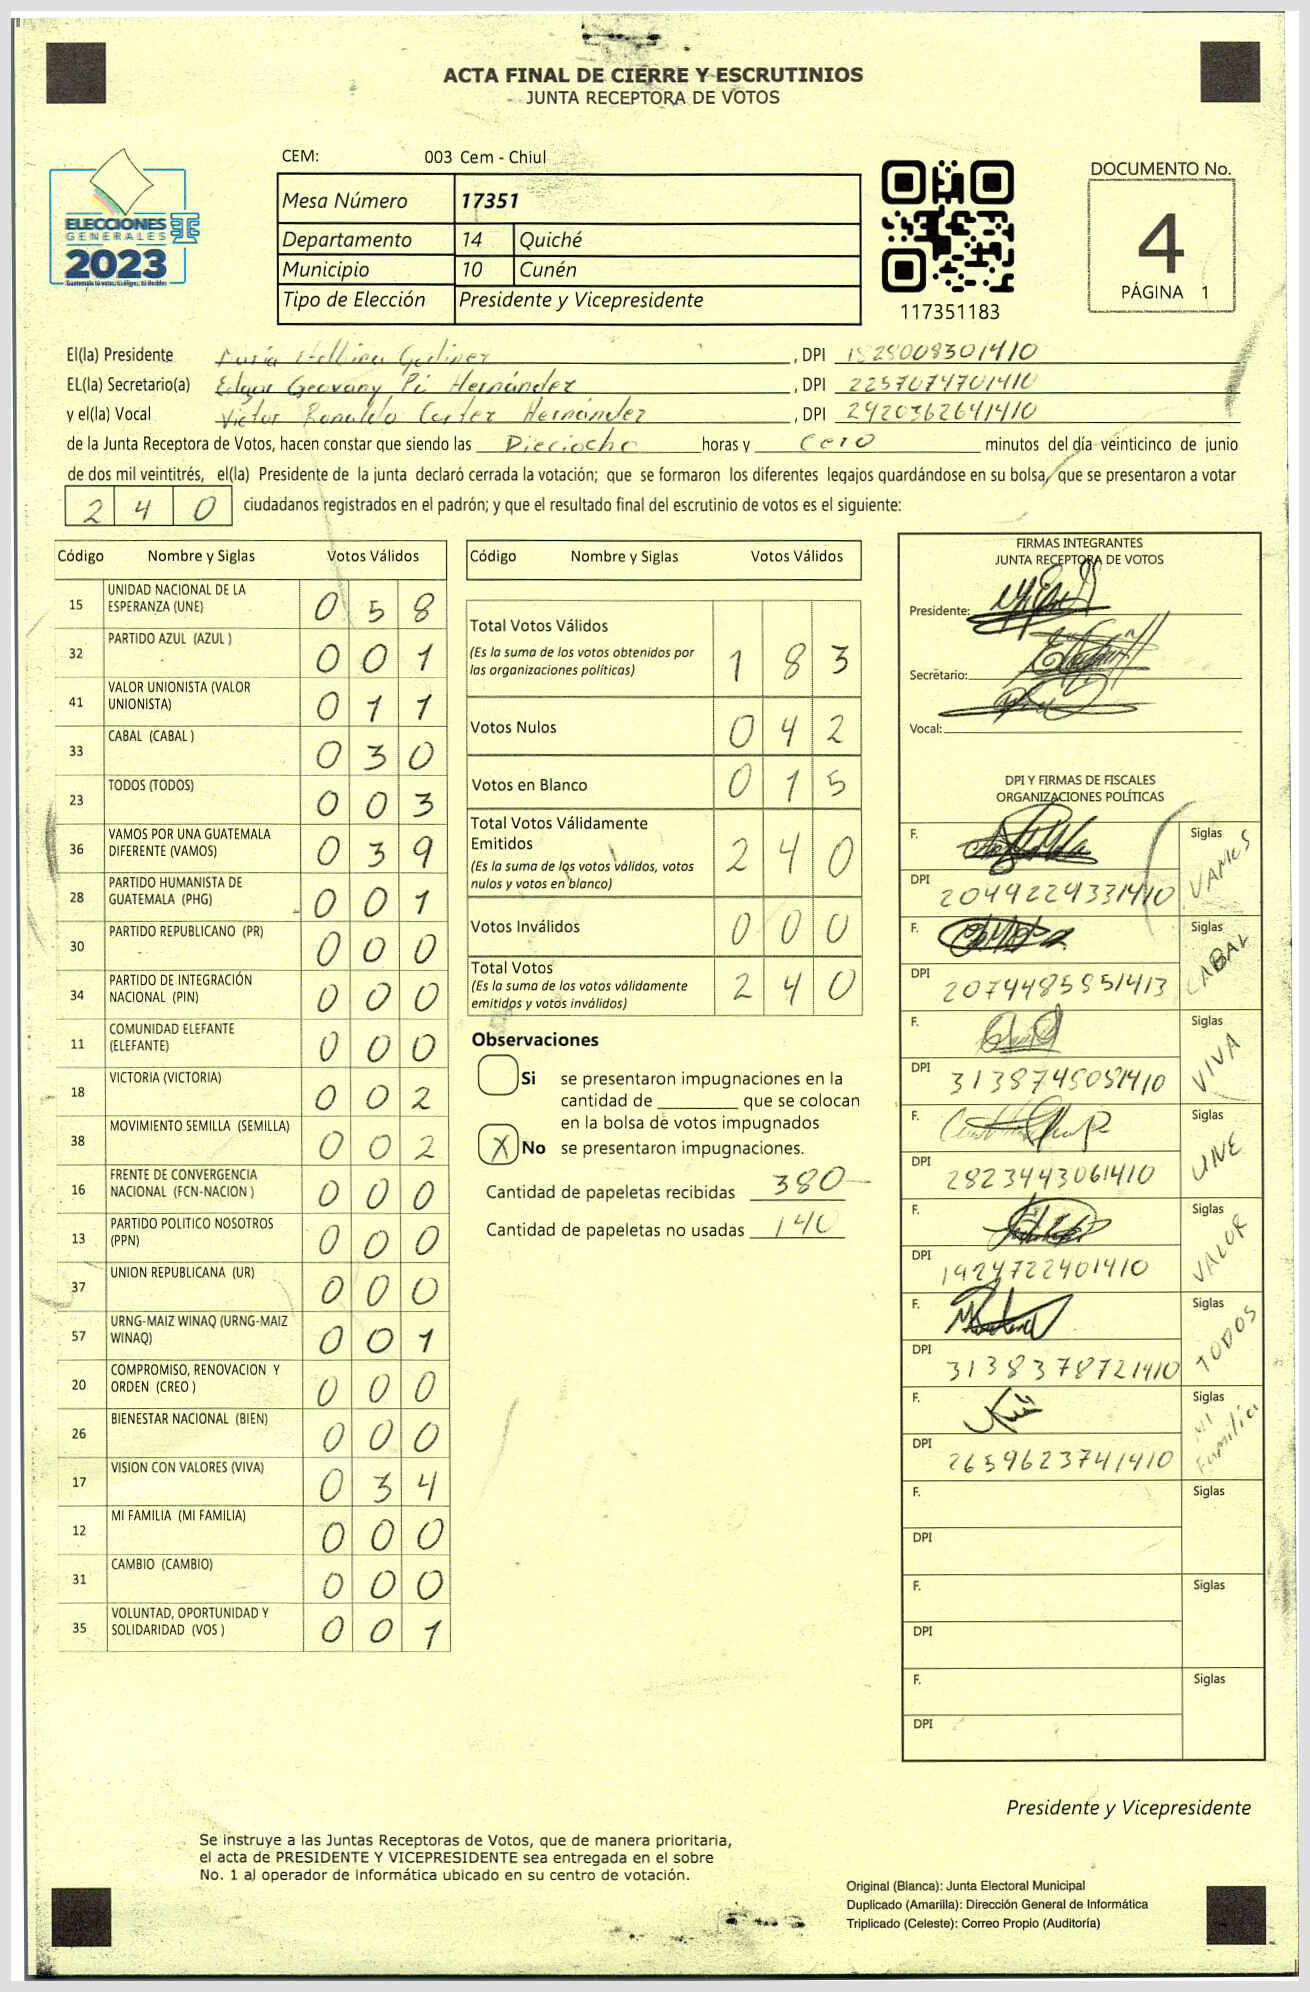 ACTA FINAL DE CIERRE Y ESCRUTINIOS
JUNTA RECEPTORA DE VOTOS
CEM: 003 Cem - Chiul
ELECCIONES
GENERALES
2023
Mesa Número 17351
Departamento 14 Quiché
Municipio 10 Cunén
Tipo de Elección Presidente y Vicepresidente
117351183
DOCUMENTO No.
4
PÁGINA 1
El(la) Presidente María , DPI 1525008301410
EL(la) Secretario(a) Edgar Geovany Pú Hernández , DPI 2257074701410
y el(la) Vocal Victor Ronaldo Hernández , DPI 2420362641410
de la Junta Receptora de Votos, hacen constar que siendo las Dieciocho horas y cero minutos del día veinticinco de junio
de dos mil veintitrés, el(la) Presidente de la junta declaró cerrada la votación; que se formaron los diferentes legajos quardándose en su bolsa, que se presentaron a votar
2 4 0 ciudadanos registrados en el padrón; y que el resultado final del escrutinio de votos es el siguiente:
Código Nombre y Siglas Votos Válidos
15 UNIDAD NACIONAL DE LA ESPERANZA (UNE) 0 5 8
32 PARTIDO AZUL (AZUL ) 0 0 1
41 VALOR UNIONISTA (VALOR UNIONISTA) 0 1 1
33 CABAL (CABAL ) 0 3 0
23 TODOS (TODOS) 0 0 3
36 VAMOS POR UNA GUATEMALA DIFERENTE (VAMOS) 0 3 9
28 PARTIDO HUMANISTA DE GUATEMALA (PHG) 0 0 1
30 PARTIDO REPUBLICANO (PR) 0 0 0
34 PARTIDO DE INTEGRACIÓN NACIONAL (PIN) 0 0 0
11 COMUNIDAD ELEFANTE (ELEFANTE) 0 0 0
18 VICTORIA (VICTORIA) 0 0 2
38 MOVIMIENTO SEMILLA (SEMILLA) 0 0 2
16 FRENTE DE CONVERGENCIA NACIONAL (FCN-NACION ) 0 0 0
13 PARTIDO POLITICO NOSOTROS (PPN) 0 0 0
37 UNION REPUBLICANA (UR) 0 0 0
57 URNG-MAIZ WINAQ (URNG-MAIZ WINAQ) 0 0 1
20 COMPROMISO, RENOVACION Y ORDEN (CREO ) 0 0 0
26 BIENESTAR NACIONAL (BIEN) 0 0 0
17 VISION CON VALORES (VIVA) 0 3 4
12 MI FAMILIA (MI FAMILIA) 0 0 0
31 CAMBIO (CAMBIO) 0 0 0
35 VOLUNTAD, OPORTUNIDAD Y SOLIDARIDAD (VOS ) 0 0 1
Código Nombre y Siglas Votos Válidos
Total Votos Válidos 1 8 3
(Es la suma de los votos obtenidos por
las organizaciones políticas)
Votos Nulos 0 4 2
Votos en Blanco 0 1 5
Total Votos Válidamente
Emitidos 2 4 0
(Es la suma de los votos válidos, votos
nulos y votos en blanco)
Votos Inválidos 0 0 0
Total Votos 2 4 0
(Es la suma de los votos válidamente
emitidos y votos inválidos)
Observaciones
Si se presentaron impugnaciones en la
cantidad de ________ que se colocan
en la bolsa de votos impugnados
X No se presentaron impugnaciones.
Cantidad de papeletas recibidas 380
Cantidad de papeletas no usadas 140
FIRMAS INTEGRANTES
JUNTA RECEPTORA DE VOTOS
Presidente:
Secretario:
Vocal:
DPI Y FIRMAS DE FISCALES
ORGANIZACIONES POLÍTICAS
F. Siglas VAMOS
DPI 2049229331410
F. Siglas CABAL
DPI 2079485851413
F. Siglas VIVA
DPI 3138745051410
F. Siglas UNE
DPI 2823443061410
F. Siglas VALOR
DPI 1924722401410
F. Siglas TODOS
DPI 3138378721410
F. Siglas MI Familia
DPI 2659623741410
F. Siglas
DPI
F. Siglas
DPI
F. Siglas
DPI
Presidente y Vicepresidente
Se instruye a las Juntas Receptoras de Votos, que de manera prioritaria,
el acta de PRESIDENTE Y VICEPRESIDENTE sea entregada en el sobre
No. 1 al operador de informática ubicado en su centro de votación.
Original (Blanca): Junta Electoral Municipal
Duplicado (Amarilla): Dirección General de Informática
Triplicado (Celeste): Correo Propio (Auditoría)